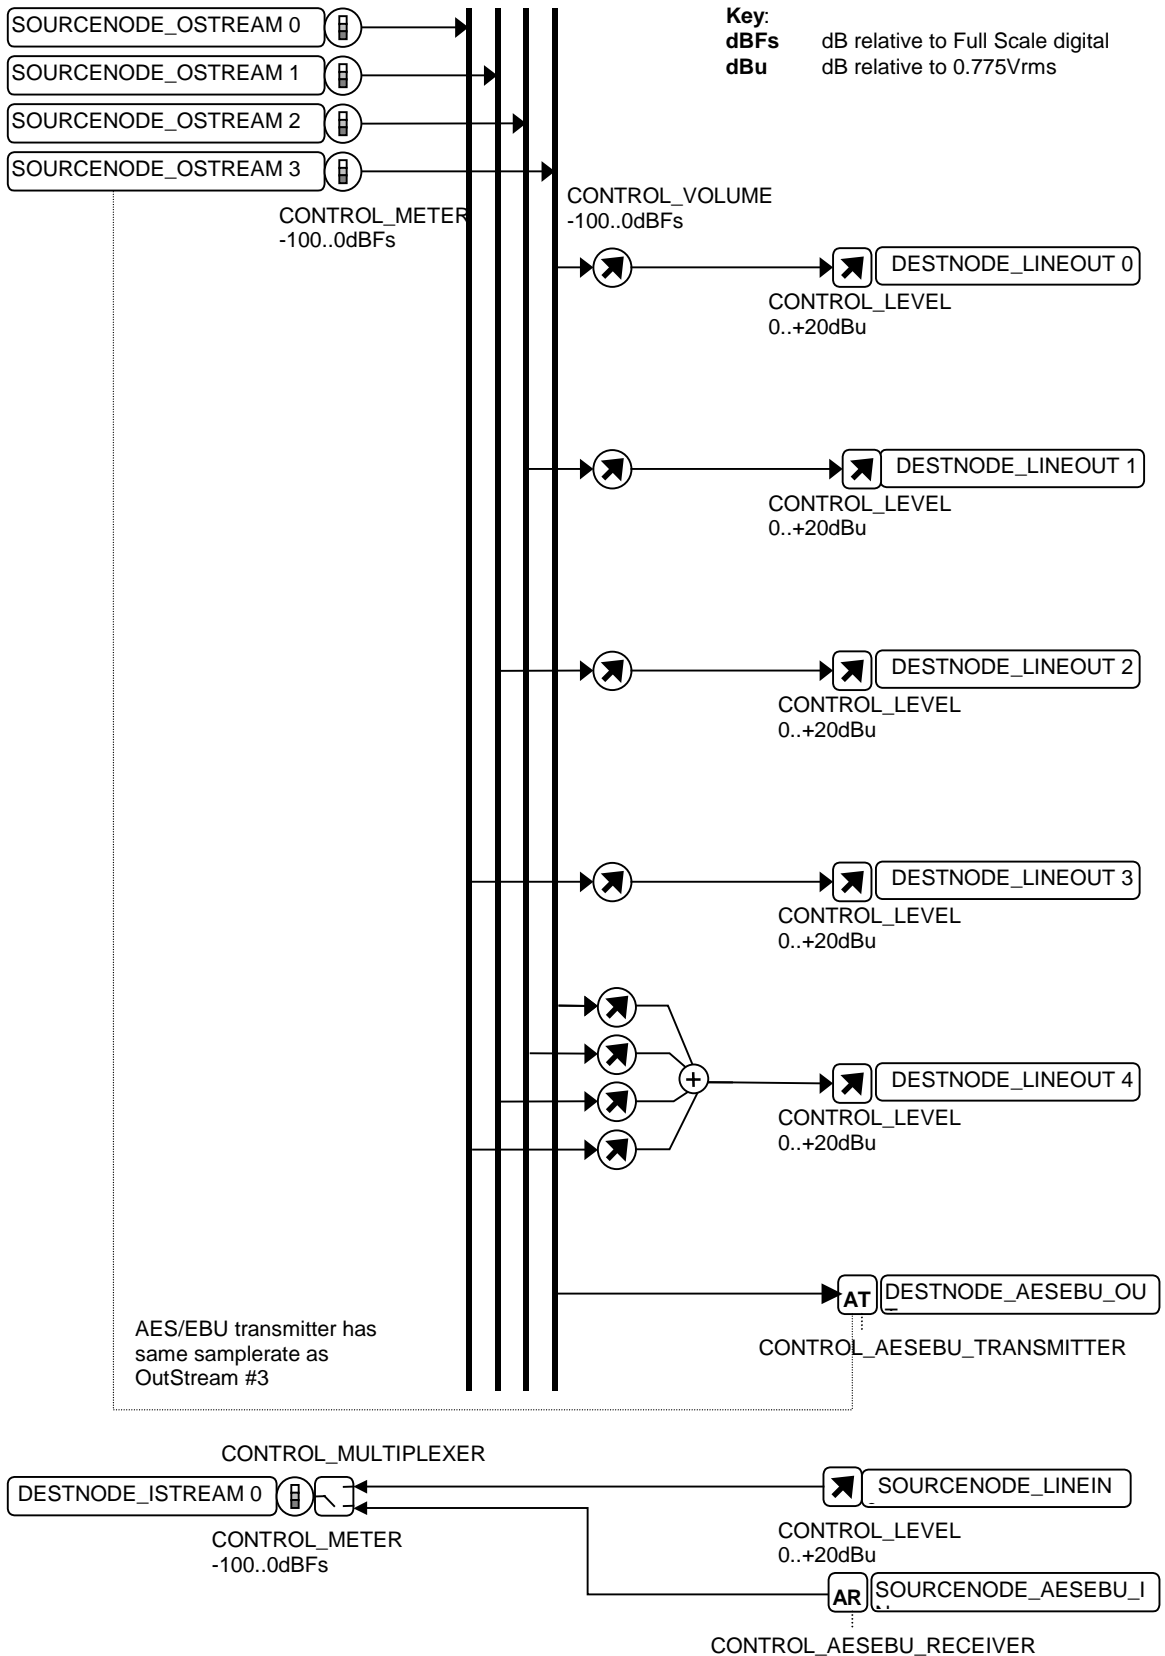 SOURCENODE_OSTREAM 0
SOURCENODE_OSTREAM 1
SOURCENODE_OSTREAM 2
SOURCENODE_OSTREAM 3
Key:
dBFs dB relative to Full Scale digital
dBu dB relative to 0.775Vrms
CONTROL_METER
-100..0dBFs
CONTROL_VOLUME
-100..0dBFs
DESTNODE_LINEOUT 0
CONTROL_LEVEL
0..+20dBu
DESTNODE_LINEOUT 1
CONTROL_LEVEL
0..+20dBu
DESTNODE_LINEOUT 2
CONTROL_LEVEL
0..+20dBu
DESTNODE_LINEOUT 3
CONTROL_LEVEL
0..+20dBu
+
DESTNODE_LINEOUT 4
CONTROL_LEVEL
0..+20dBu
AT
DESTNODE_AESEBU_OU
CONTROL_AESEBU_TRANSMITTER
AES/EBU transmitter has
same samplerate as
OutStream #3
CONTROL_MULTIPLEXER
DESTNODE_ISTREAM 0
CONTROL_METER
-100..0dBFs
SOURCENODE_LINEIN
CONTROL_LEVEL
0..+20dBu
AR
SOURCENODE_AESEBU_I
CONTROL_AESEBU_RECEIVER